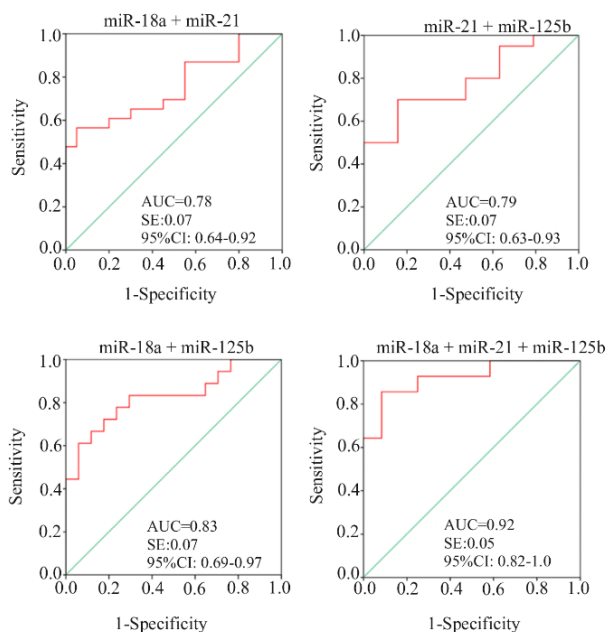 miR-18a + miR-21
1.0
0.8
0.6
0.4
0.2
0.0
Sensitivity
AUC=0.78
SE:0.07
95%CI: 0.64-0.92
0.0 0.2 0.4 0.6 0.8 1.0
1-Specificity
miR-21 + miR-125b
1.0
0.8
0.6
0.4
0.2
0.0
Sensitivity
AUC=0.79
SE:0.07
95%CI: 0.63-0.93
0.0 0.2 0.4 0.6 0.8 1.0
1-Specificity
miR-18a + miR-125b
1.0
0.8
0.6
0.4
0.2
0.0
Sensitivity
AUC=0.83
SE:0.07
95%CI: 0.69-0.97
0.0 0.2 0.4 0.6 0.8 1.0
1-Specificity
miR-18a + miR-21 + miR-125b
1.0
0.8
0.6
0.4
0.2
0.0
Sensitivity
AUC=0.92
SE:0.05
95%CI: 0.82-1.0
0.0 0.2 0.4 0.6 0.8 1.0
1-Specificity